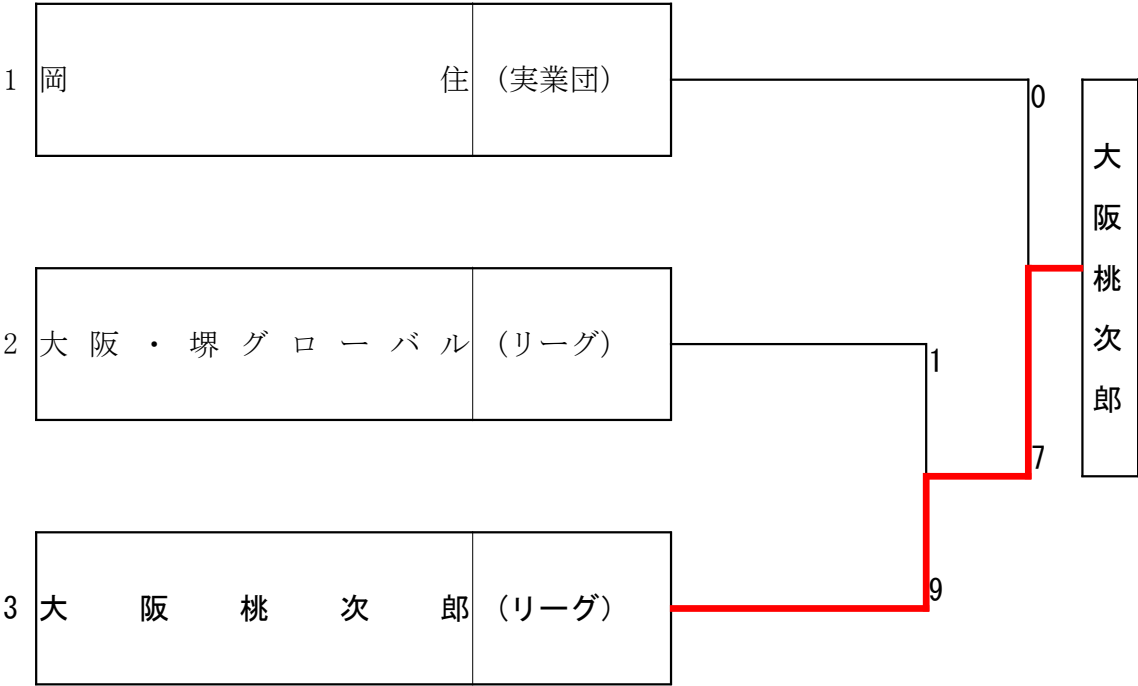 1 岡住 (実業団)
0
大阪桃次郎
2 大阪・堺グローバル (リーグ)
1
7
3 大阪桃次郎 (リーグ)
9